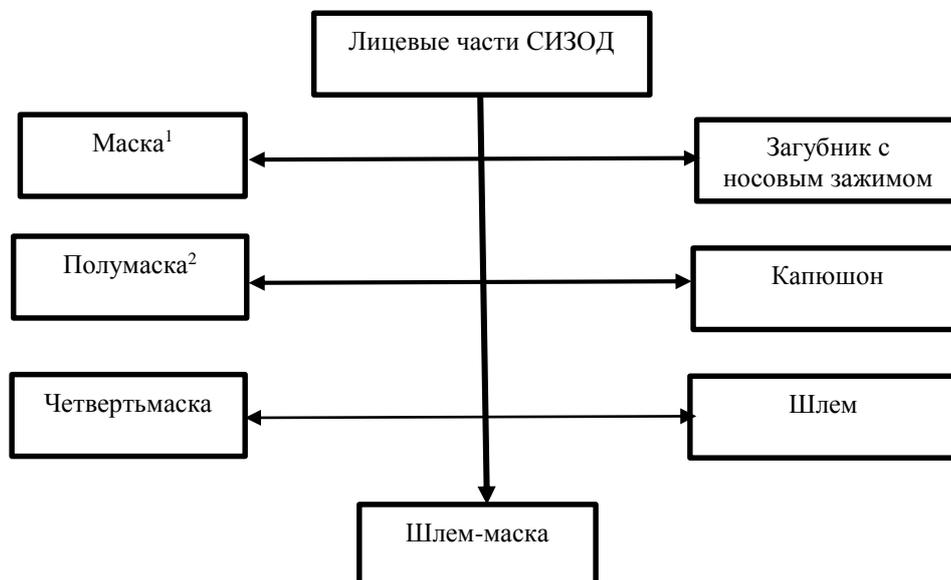 Лицевые части СИЗОД
Маска¹
Загубник с
носовым зажимом
Полумаска²
Капюшон
Четвертьмаска
Шлем
Шлем-маска